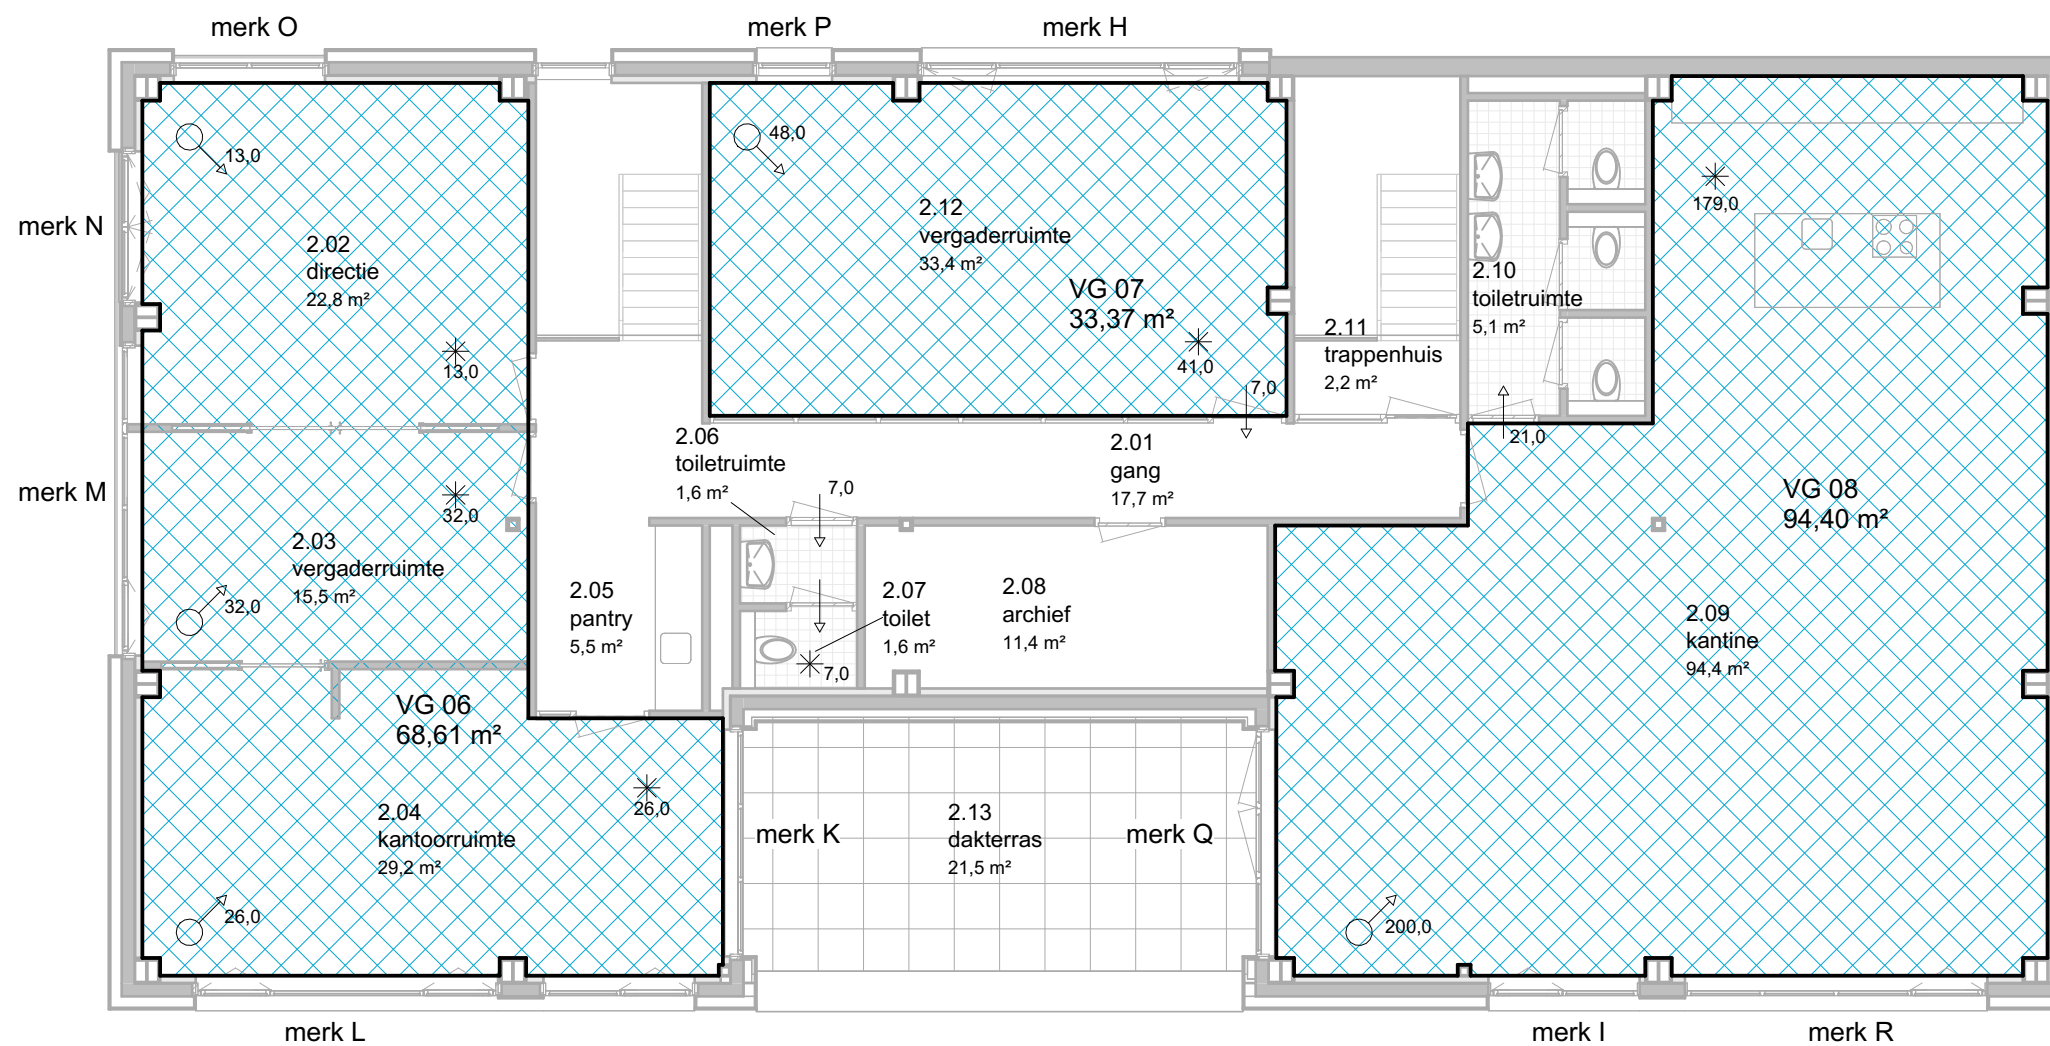 merk O
merk P
merk H
13,0
48,0
179,0
merk N
2.02
directie
22,8 m²
2.12
vergaderruimte
33,4 m²
VG 07
33,37 m²
2.10
toiletruimte
5,1 m²
2.11
trappenhuis
2,2 m²
13,0
41,0
7,0
2.06
toiletruimte
1,6 m²
2.01
gang
17,7 m²
21,0
merk M
32,0
7,0
VG 08
94,40 m²
2.03
vergaderruimte
15,5 m²
32,0
2.05
pantry
5,5 m²
2.07
toilet
1,6 m²
2.08
archief
11,4 m²
2.09
kantine
94,4 m²
7,0
VG 06
68,61 m²
26,0
2.04
kantoorruimte
29,2 m²
merk K
2.13
dakterras
21,5 m²
merk Q
26,0
200,0
merk L
merk I
merk R